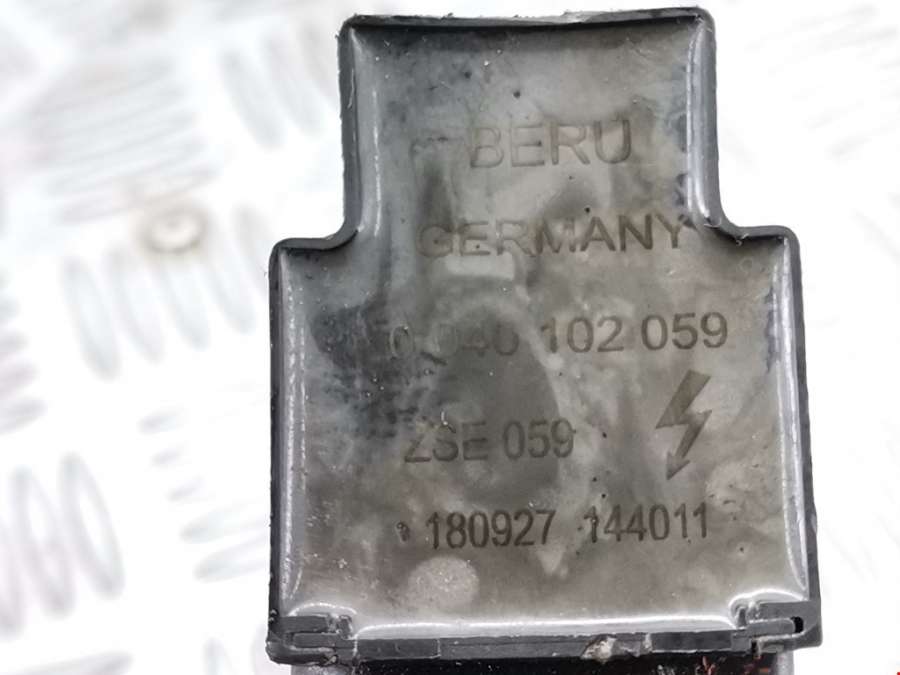 BERU
GERMANY
0 040 102 059
ZSE 059
180927 144011